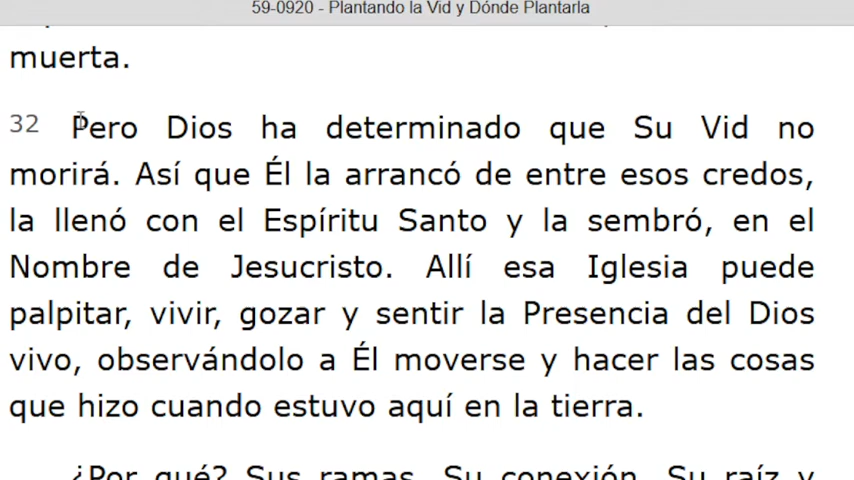 59-0920 - Plantando la Vid y Dónde Plantarla
muerta.
32 Pero Dios ha determinado que Su Vid no
morirá. Así que Él la arrancó de entre esos credos,
la llenó con el Espíritu Santo y la sembró, en el
Nombre de Jesucristo. Allí esa Iglesia puede
palpitar, vivir, gozar y sentir la Presencia del Dios
vivo, observándolo a Él moverse y hacer las cosas
que hizo cuando estuvo aquí en la tierra.
¿Por qué? Sus ramas, Su conexión, Su raíz y